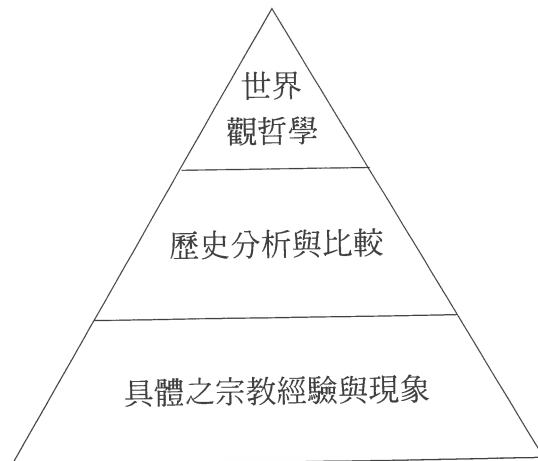 世界
觀哲學
歷史分析與比較
具體之宗教經驗與現象